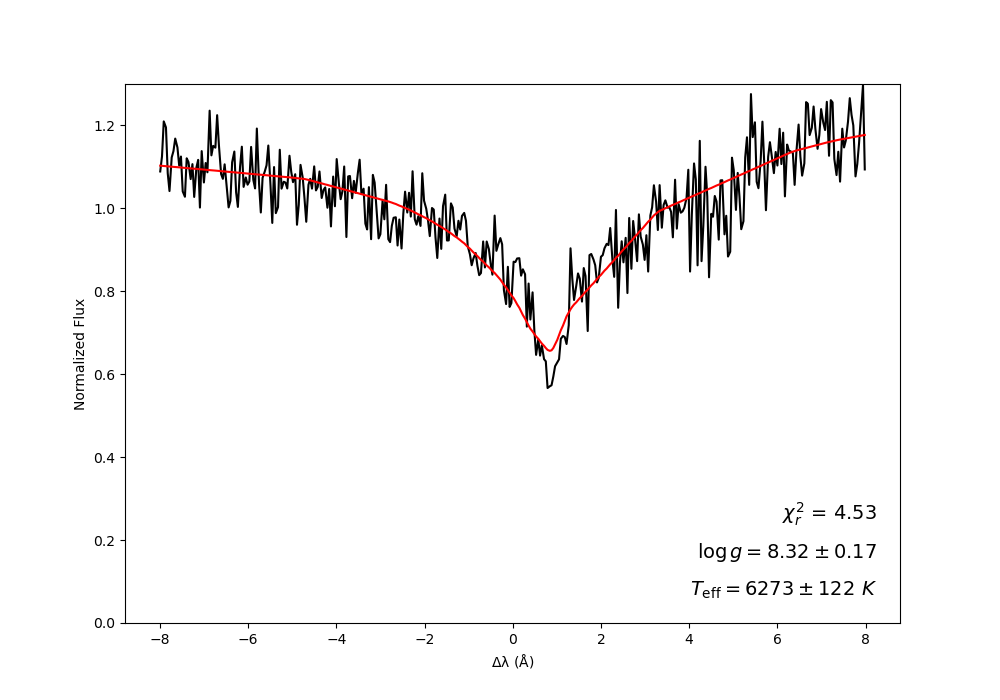 1.2
1.0
0.8
0.6
0.4
0.2
0.0
Normalized Flux
χ²ᵣ = 4.53
log g = 8.32 ± 0.17
T_eff = 6273 ± 122 K
−8 −6 −4 −2 0 2 4 6 8
Δλ (Å)